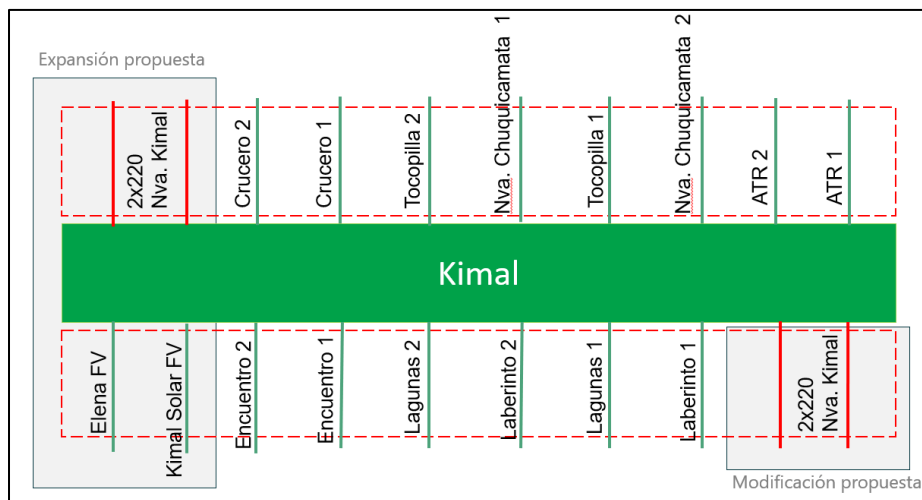 Expansión propuesta
2x220
Nva. Kimal
Crucero 2
Crucero 1
Tocopilla 2
Nva. Chuquicamata 1
Tocopilla 1
Nva. Chuquicamata 2
ATR 2
ATR 1
Kimal
Elena FV
Kimal Solar FV
Encuentro 2
Encuentro 1
Lagunas 2
Laberinto 2
Lagunas 1
Laberinto 1
2x220
Nva. Kimal
Modificación propuesta